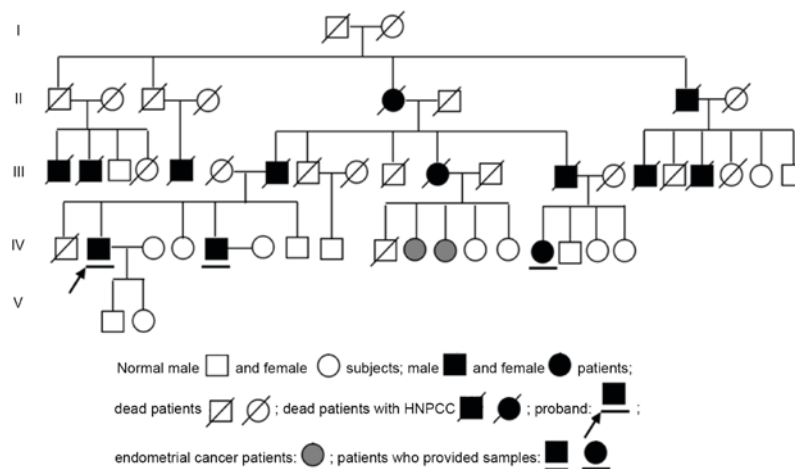 I
II
III
IV
V
Normal male and female subjects; male and female patients;
dead patients ; dead patients with HNPCC ; proband: ;
endometrial cancer patients: ; patients who provided samples: